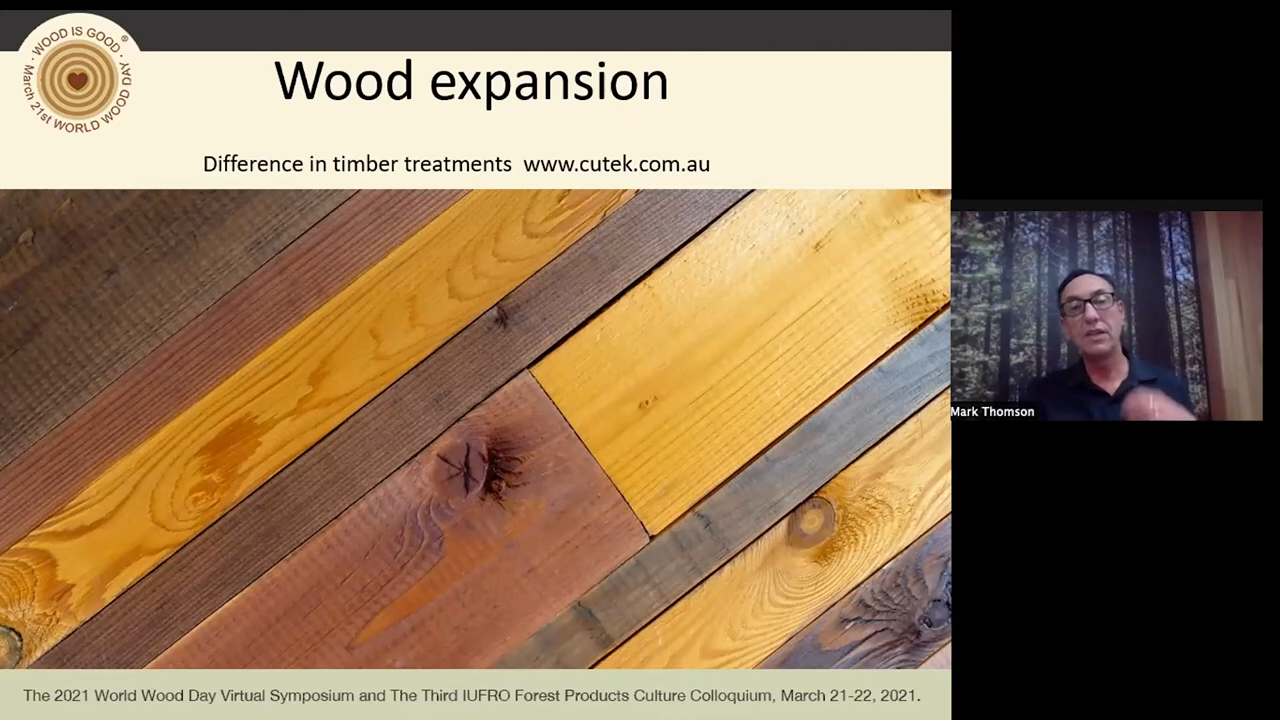 WOOD IS GOOD ®
March 21st WORLD WOOD DAY
Wood expansion
Difference in timber treatments www.cutek.com.au
Mark Thomson
The 2021 World Wood Day Virtual Symposium and The Third IUFRO Forest Products Culture Colloquium, March 21-22, 2021.